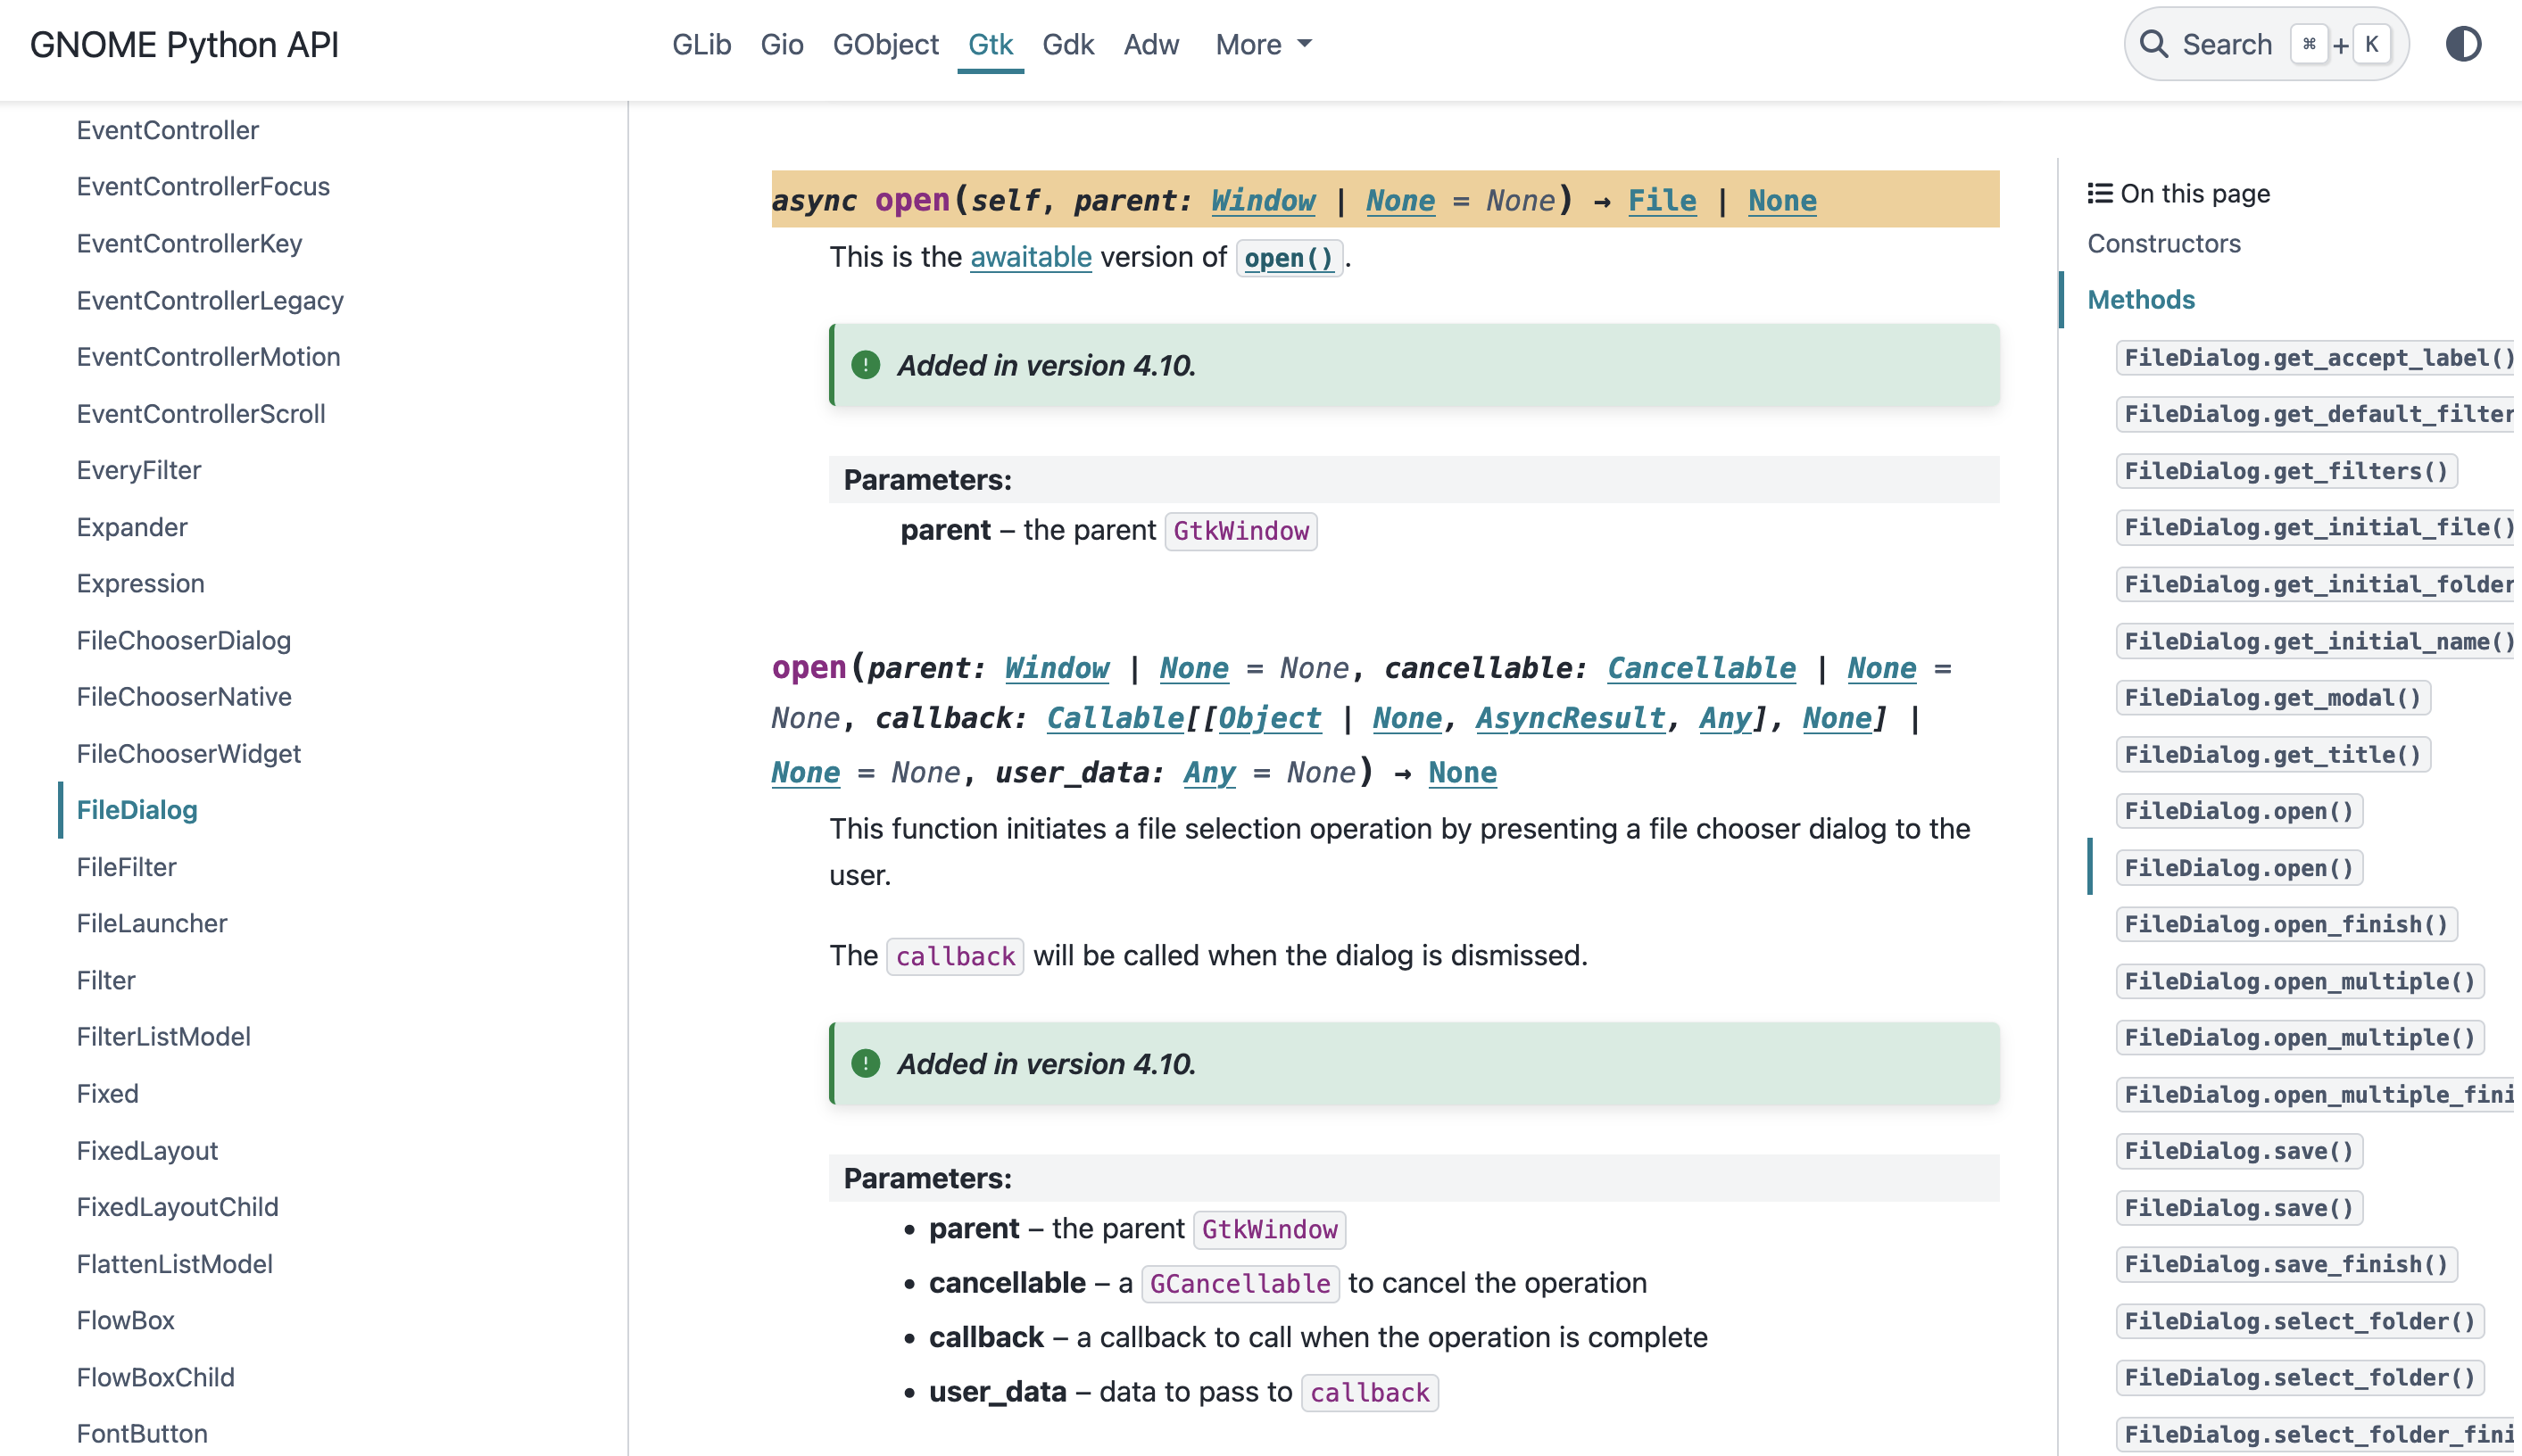 GNOME Python API
GLib Gio GObject Gtk Gdk Adw More
Search ⌘ + K
EventController
EventControllerFocus
EventControllerKey
EventControllerLegacy
EventControllerMotion
EventControllerScroll
EveryFilter
Expander
Expression
FileChooserDialog
FileChooserNative
FileChooserWidget
FileDialog
FileFilter
FileLauncher
Filter
FilterListModel
Fixed
FixedLayout
FixedLayoutChild
FlattenListModel
FlowBox
FlowBoxChild
FontButton
async open(self, parent: Window | None = None) → File | None
This is the awaitable version of open().
Added in version 4.10.
Parameters:
parent – the parent GtkWindow
open(parent: Window | None = None, cancellable: Cancellable | None =
None, callback: Callable[[Object | None, AsyncResult, Any], None] |
None = None, user_data: Any = None) → None
This function initiates a file selection operation by presenting a file chooser dialog to the
user.
The callback will be called when the dialog is dismissed.
Added in version 4.10.
Parameters:
• parent – the parent GtkWindow
• cancellable – a GCancellable to cancel the operation
• callback – a callback to call when the operation is complete
• user_data – data to pass to callback
On this page
Constructors
Methods
FileDialog.get_accept_label()
FileDialog.get_default_filter
FileDialog.get_filters()
FileDialog.get_initial_file()
FileDialog.get_initial_folder
FileDialog.get_initial_name()
FileDialog.get_modal()
FileDialog.get_title()
FileDialog.open()
FileDialog.open()
FileDialog.open_finish()
FileDialog.open_multiple()
FileDialog.open_multiple()
FileDialog.open_multiple_fini
FileDialog.save()
FileDialog.save()
FileDialog.save_finish()
FileDialog.select_folder()
FileDialog.select_folder()
FileDialog.select_folder_fini